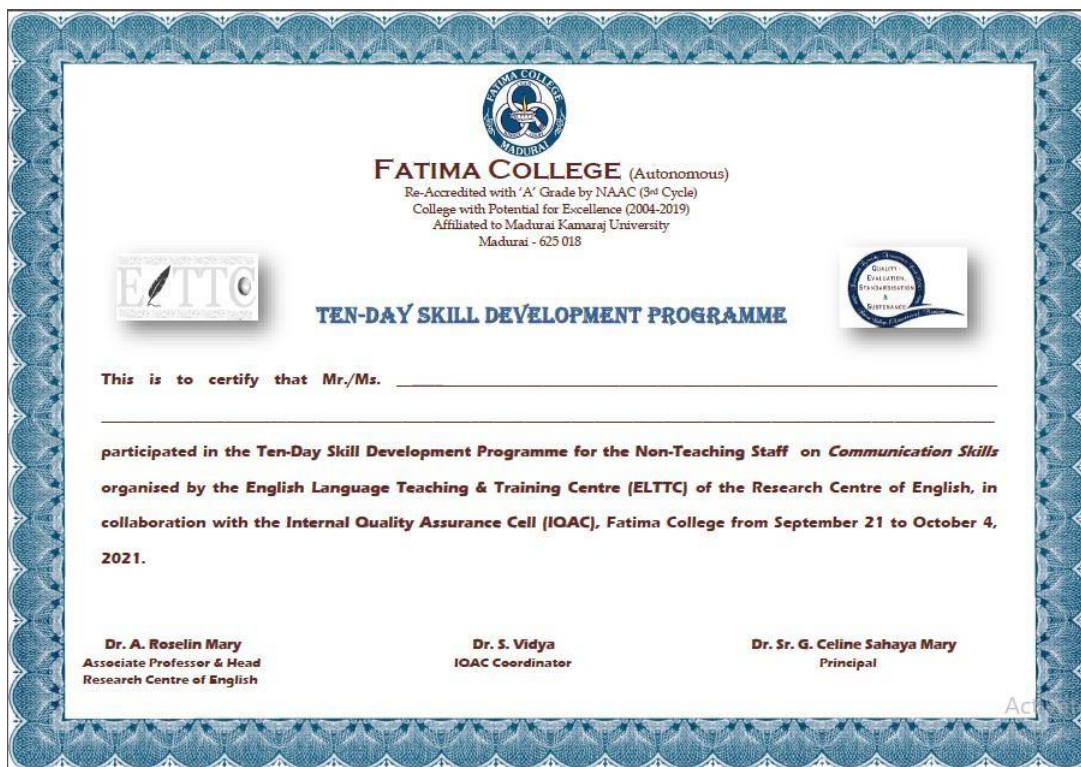 FATIMA COLLEGE
MADURAI
FATIMA COLLEGE (Autonomous)
Re-Accredited with ‘A’ Grade by NAAC (3rd Cycle)
College with Potential for Excellence (2004-2019)
Affiliated to Madurai Kamaraj University
Madurai - 625 018
ELTTC
QUALITY -
EVALUATION,
STANDARDISATION
&
SUSTENANCE
TEN-DAY SKILL DEVELOPMENT PROGRAMME
This is to certify that Mr./Ms.
participated in the Ten-Day Skill Development Programme for the Non-Teaching Staff on Communication Skills
organised by the English Language Teaching & Training Centre (ELTTC) of the Research Centre of English, in
collaboration with the Internal Quality Assurance Cell (IQAC), Fatima College from September 21 to October 4,
2021.
Dr. A. Roselin Mary
Associate Professor & Head
Research Centre of English
Dr. S. Vidya
IQAC Coordinator
Dr. Sr. G. Celine Sahaya Mary
Principal